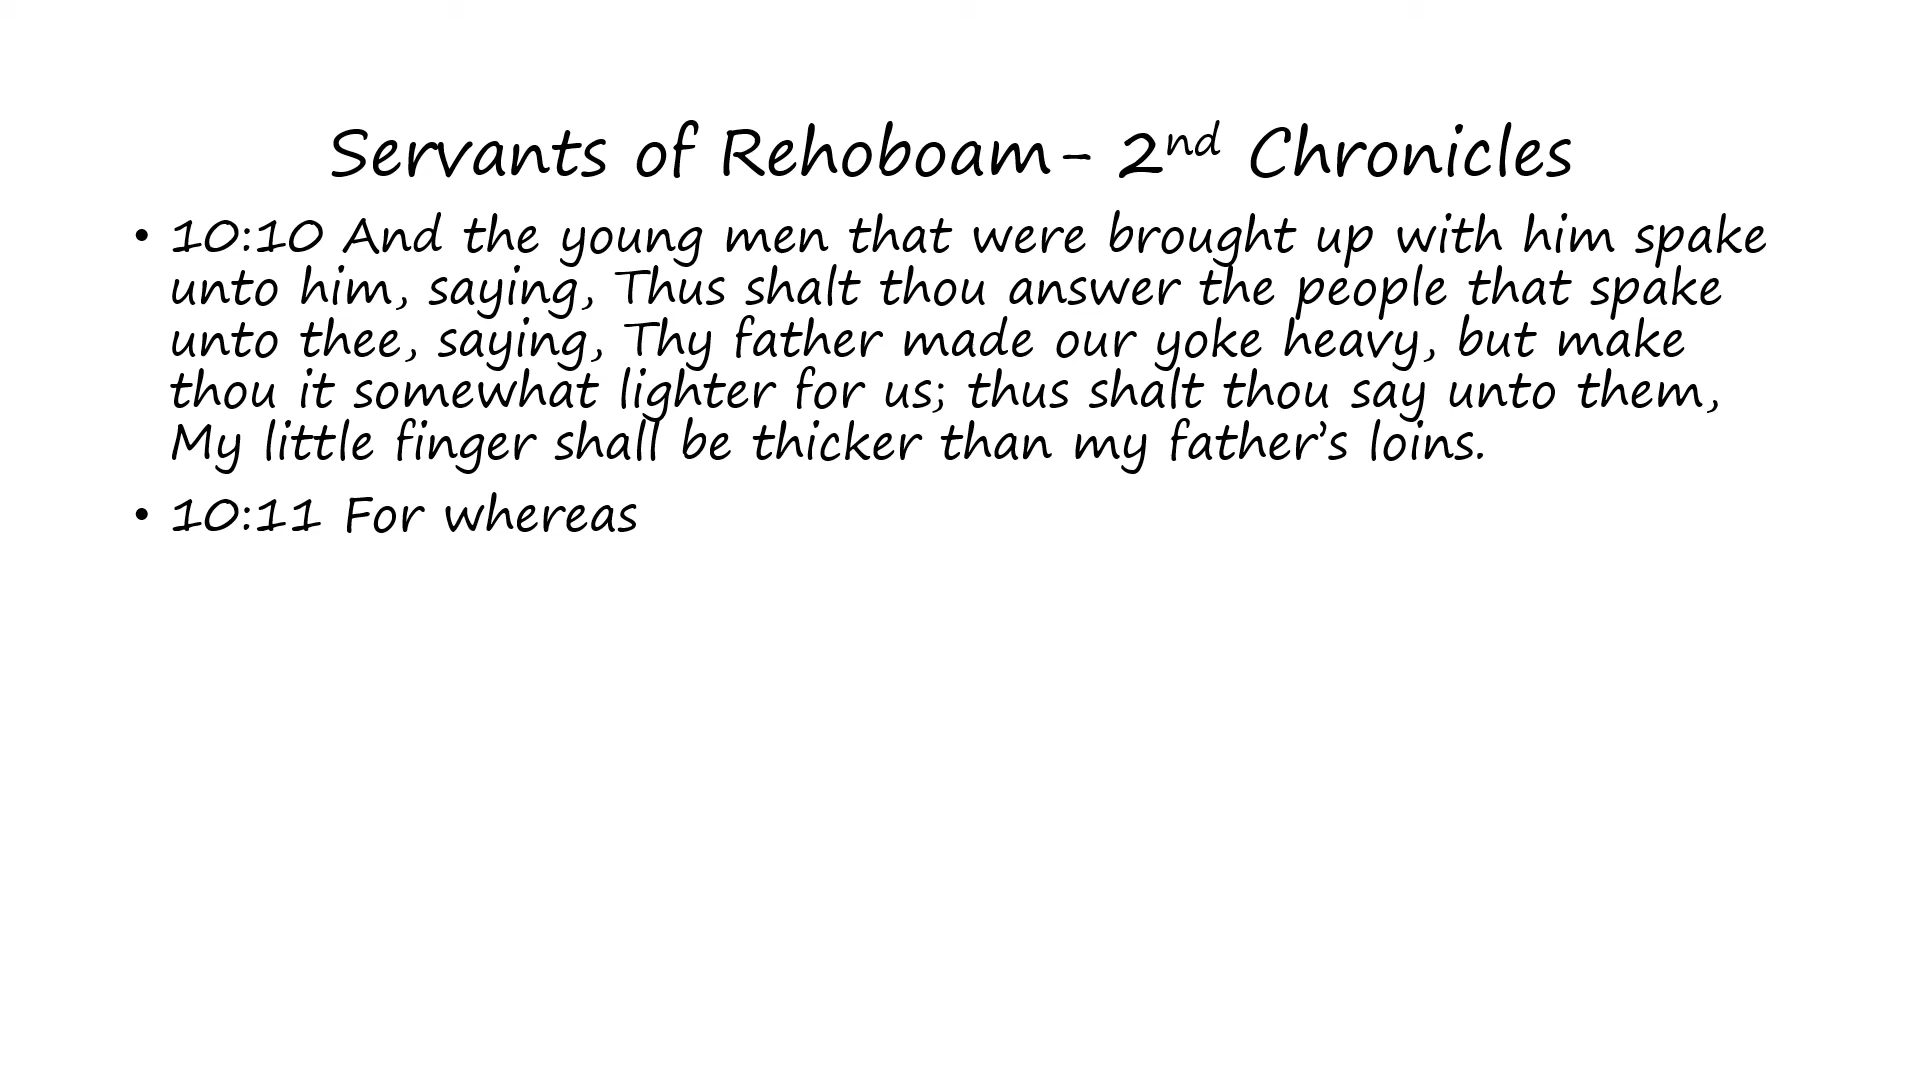 Servants of Rehoboam- 2nd Chronicles
• 10:10 And the young men that were brought up with him spake
unto him, saying, Thus shalt thou answer the people that spake
unto thee, saying, Thy father made our yoke heavy, but make
thou it somewhat lighter for us; thus shalt thou say unto them,
My little finger shall be thicker than my father’s loins.
• 10:11 For whereas